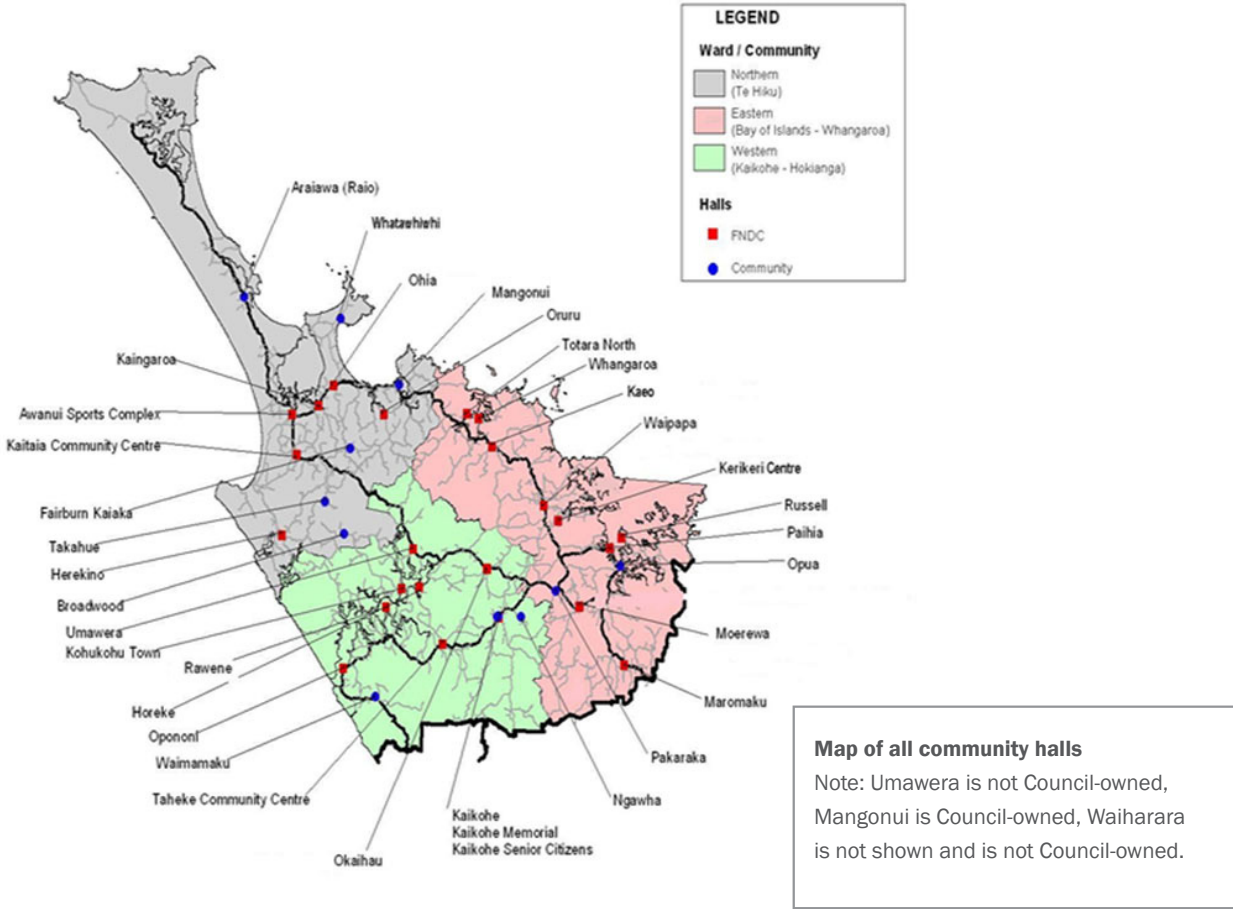 LEGEND
Ward / Community
Northern
(Te Hiku)
Eastern
(Bay of Islands - Whangaroa)
Western
(Kaikohe - Hokianga)
Halls
FNDC
Community
Araiawa (Raio)
Whatawhiwhi
Ohia
Mangonui
Oruru
Totara North
Whangaroa
Kaeo
Waipapa
Kerikeri Centre
Russell
Paihia
Opua
Moerewa
Maromaku
Pakaraka
Ngawha
Kaikohe
Kaikohe Memorial
Kaikohe Senior Citizens
Okaihau
Taheke Community Centre
Waimamaku
Opononi
Horeke
Rawene
Kohukohu Town
Umawera
Broadwood
Herekino
Takahue
Fairburn Kaiaka
Kaitaia Community Centre
Awanui Sports Complex
Kaingaroa
Map of all community halls
Note: Umawera is not Council-owned,
Mangonui is Council-owned, Waiharara
is not shown and is not Council-owned.